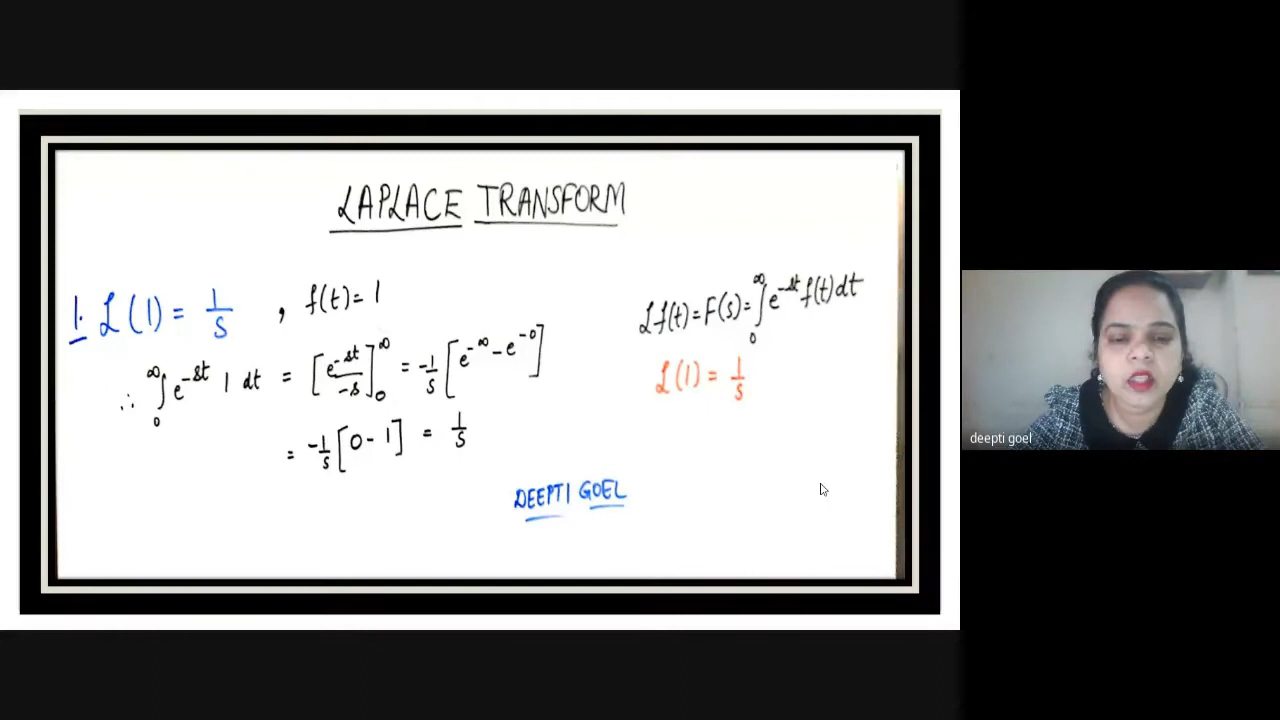 LAPLACE TRANSFORM
1. L(1) = 1/s , f(t) = 1
∴ ∫₀^∞ e^{-st} 1 dt = [e^{-st}/-s]₀^∞ = -1/s [e^{-∞} - e^{-0}]
= -1/s [0 - 1] = 1/s
L f(t) = F(s) = ∫₀^∞ e^{-st} f(t) dt
L(1) = 1/s
DEEPTI GOEL
deepti goel